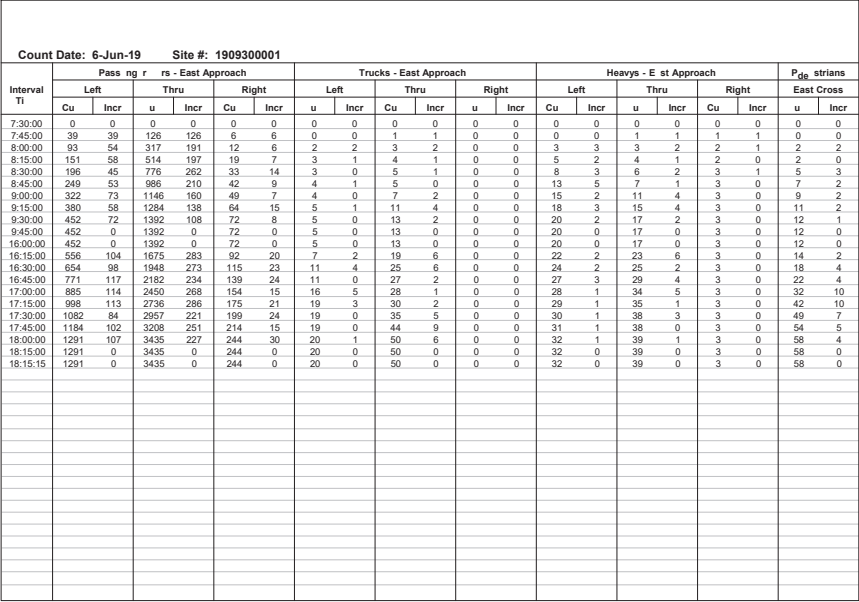 Count Date: 6-Jun-19 Site #: 1909300001
Pass ng r rs - East Approach Trucks - East Approach Heavys - E st Approach Pde strians
Interval Left Thru Right Left Thru Right Left Thru Right East Cross
Ti Cu Incr u Incr Cu Incr u Incr Cu Incr u Incr Cu Incr u Incr Cu Incr u Incr
7:30:00 0 0 0 0 0 0 0 0 0 0 0 0 0 0 0 0 0 0 0 0
7:45:00 39 39 126 126 6 6 0 0 1 1 0 0 0 0 1 1 1 1 0 0
8:00:00 93 54 317 191 12 6 2 2 3 2 0 0 3 3 3 2 2 1 2 2
8:15:00 151 58 514 197 19 7 3 1 4 1 0 0 5 2 4 1 2 0 2 0
8:30:00 196 45 776 262 33 14 3 0 5 1 0 0 8 3 6 2 3 1 5 3
8:45:00 249 53 986 210 42 9 4 1 5 0 0 0 13 5 7 1 3 0 7 2
9:00:00 322 73 1146 160 49 7 4 0 7 2 0 0 15 2 11 4 3 0 9 2
9:15:00 380 58 1284 138 64 15 5 1 11 4 0 0 18 3 15 4 3 0 11 2
9:30:00 452 72 1392 108 72 8 5 0 13 2 0 0 20 2 17 2 3 0 12 1
9:45:00 452 0 1392 0 72 0 5 0 13 0 0 0 20 0 17 0 3 0 12 0
16:00:00 452 0 1392 0 72 0 5 0 13 0 0 0 20 0 17 0 3 0 12 0
16:15:00 556 104 1675 283 92 20 7 2 19 6 0 0 22 2 23 6 3 0 14 2
16:30:00 654 98 1948 273 115 23 11 4 25 6 0 0 24 2 25 2 3 0 18 4
16:45:00 771 117 2182 234 139 24 11 0 27 2 0 0 27 3 29 4 3 0 22 4
17:00:00 885 114 2450 268 154 15 16 5 28 1 0 0 28 1 34 5 3 0 32 10
17:15:00 998 113 2736 286 175 21 19 3 30 2 0 0 29 1 35 1 3 0 42 10
17:30:00 1082 84 2957 221 199 24 19 0 35 5 0 0 30 1 38 3 3 0 49 7
17:45:00 1184 102 3208 251 214 15 19 0 44 9 0 0 31 1 38 0 3 0 54 5
18:00:00 1291 107 3435 227 244 30 20 1 50 6 0 0 32 1 39 1 3 0 58 4
18:15:00 1291 0 3435 0 244 0 20 0 50 0 0 0 32 0 39 0 3 0 58 0
18:15:15 1291 0 3435 0 244 0 20 0 50 0 0 0 32 0 39 0 3 0 58 0